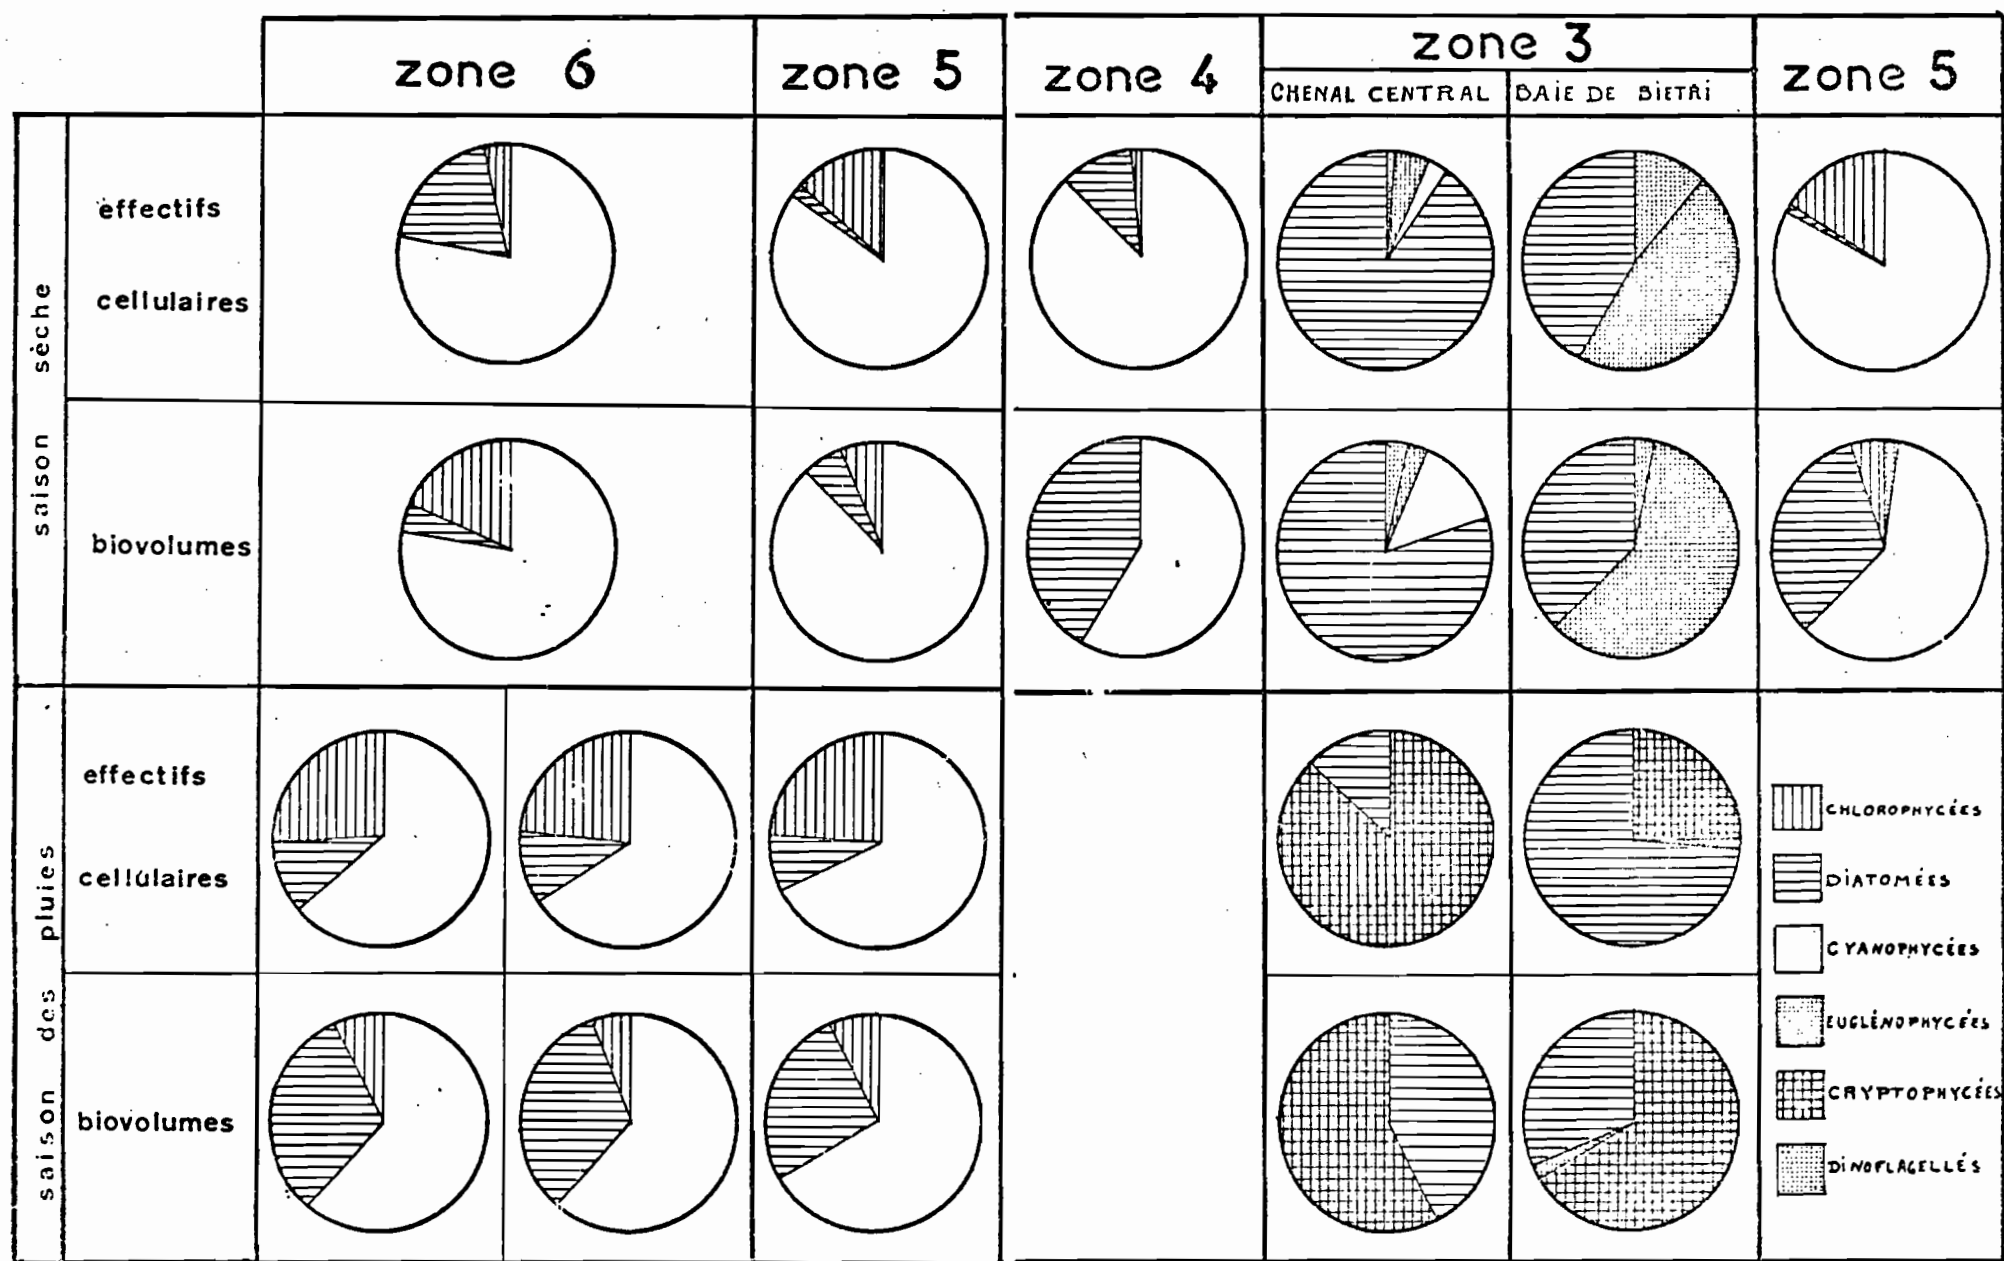 zone 6
zone 5
zone 4
zone 3
CHENAL CENTRAL
BAiE DE BiETRi
zone 5
saison sèche
effectifs
cellulaires
biovolumes
saison des pluies
effectifs
cellulaires
biovolumes
CHLOROPHYCÉES
DiATOMÉES
CYANOPHYCÉES
EUGLÉNOPHYCÉES
CRYPTOPHYCÉES
DiNOFLAGELLÉS